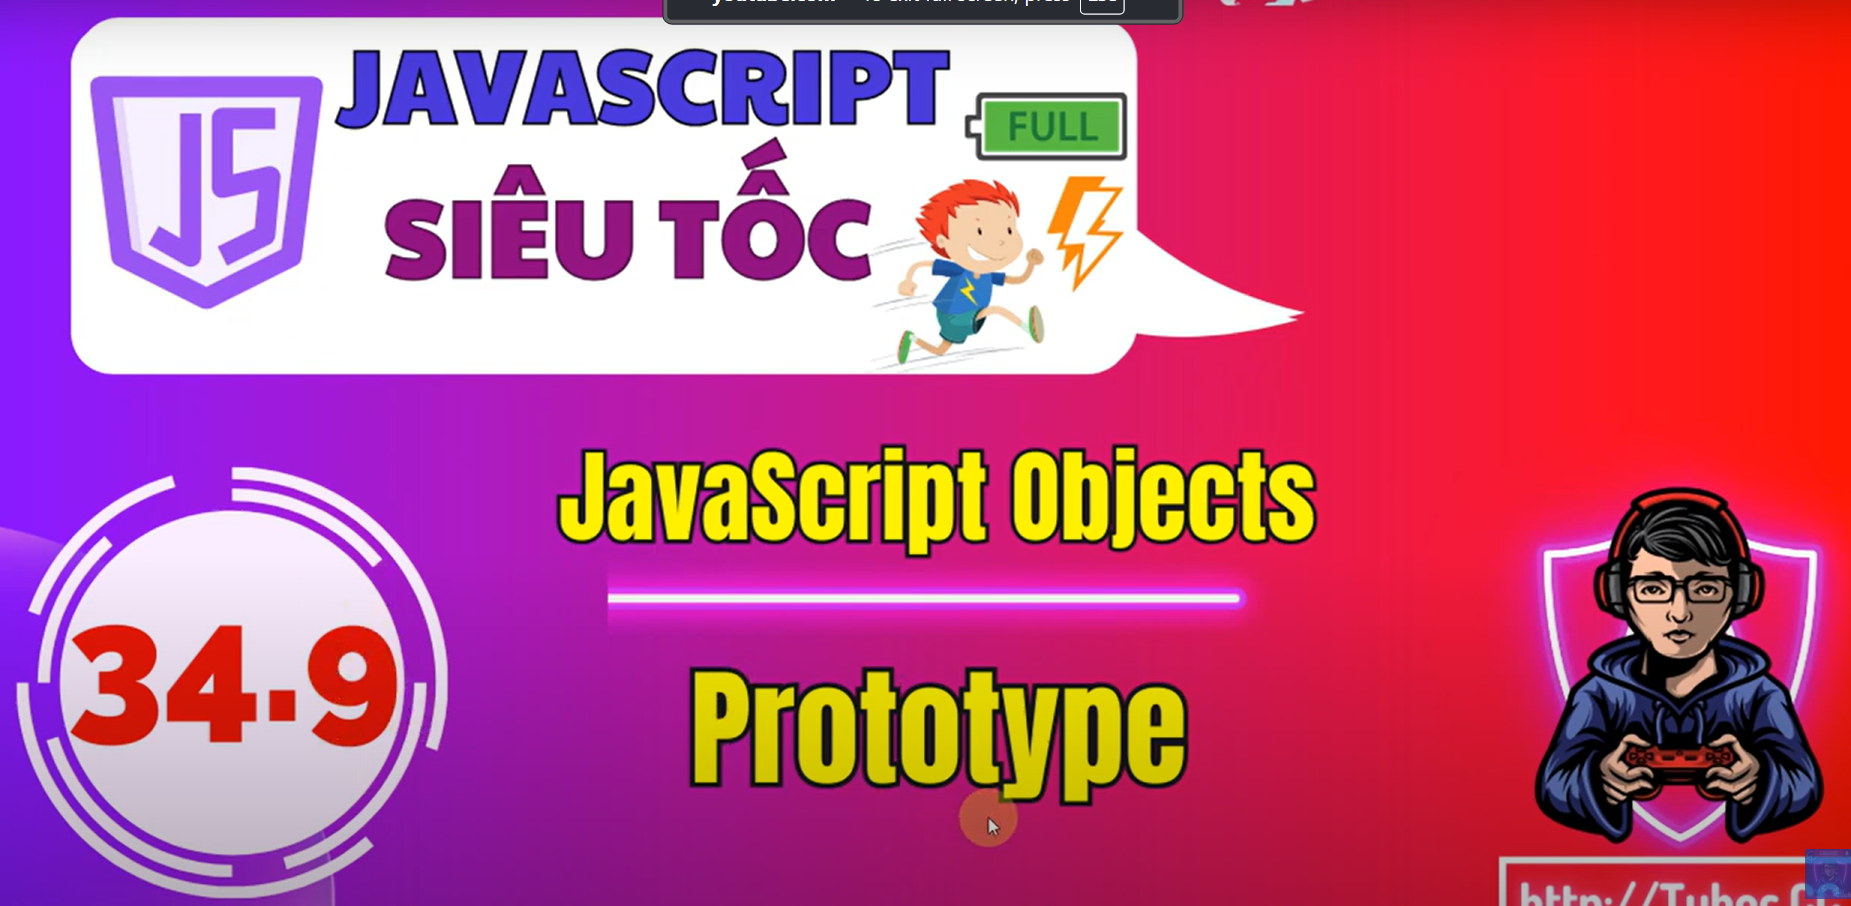 JS
JAVASCRIPT
FULL
SIÊU TỐC
JavaScript Objects
34.9
Prototype